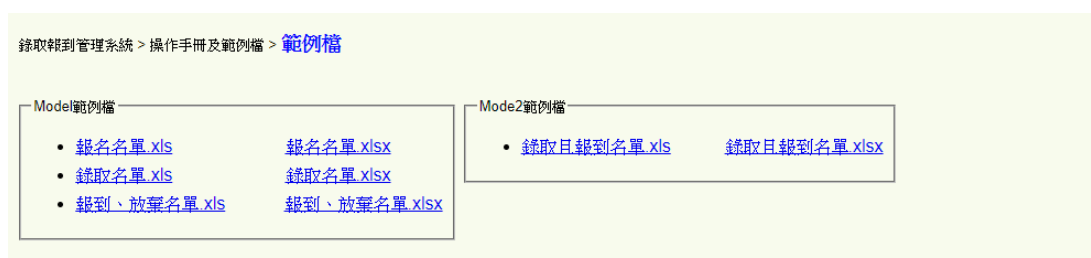 錄取報到管理系統 > 操作手冊及範例檔 > 範例檔
Mode1範例檔
報名名單.xls 報名名單.xlsx
錄取名單.xls 錄取名單.xlsx
報到、放棄名單.xls 報到、放棄名單.xlsx
Mode2範例檔
錄取且報到名單.xls 錄取且報到名單.xlsx